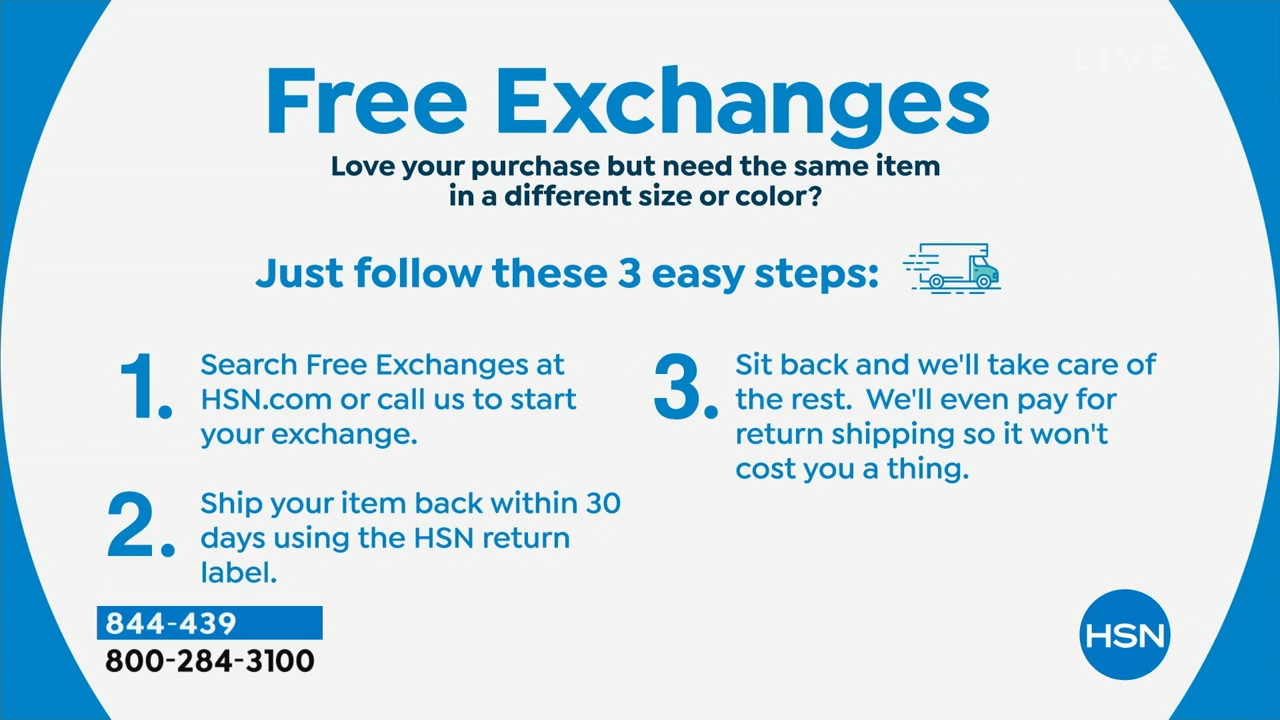 LIVE
Free Exchanges
Love your purchase but need the same item
in a different size or color?
Just follow these 3 easy steps:
1. Search Free Exchanges at
HSN.com or call us to start
your exchange.
2. Ship your item back within 30
days using the HSN return
label.
3. Sit back and we'll take care of
the rest. We'll even pay for
return shipping so it won't
cost you a thing.
844-439
800-284-3100
HSN